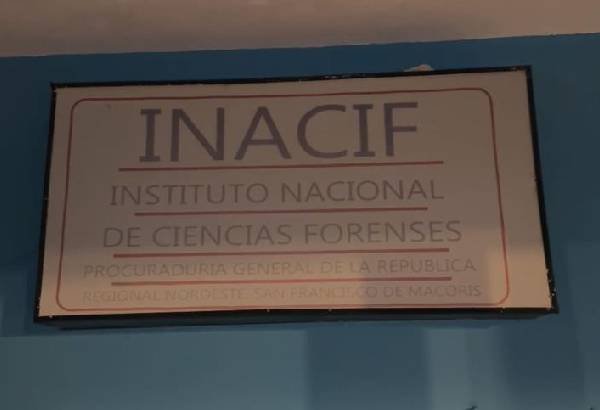 INACIF
INSTITUTO NACIONAL
DE CIENCIAS FORENSES
PROCURADURIA GENERAL DE LA REPUBLICA
REGIONAL NORDESTE, SAN FRANCISCO DE MACORIS